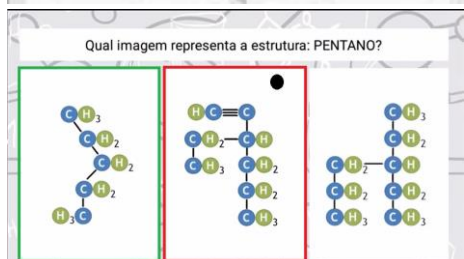 Qual imagem representa a estrutura: PENTANO?
CH3
CH2
CH2
CH2
H3C
HC≡C
CH2—CH
CH3 CH2
CH2
CH3
CH3
CH2
CH2—CH
CH2 CH2
CH3 CH3